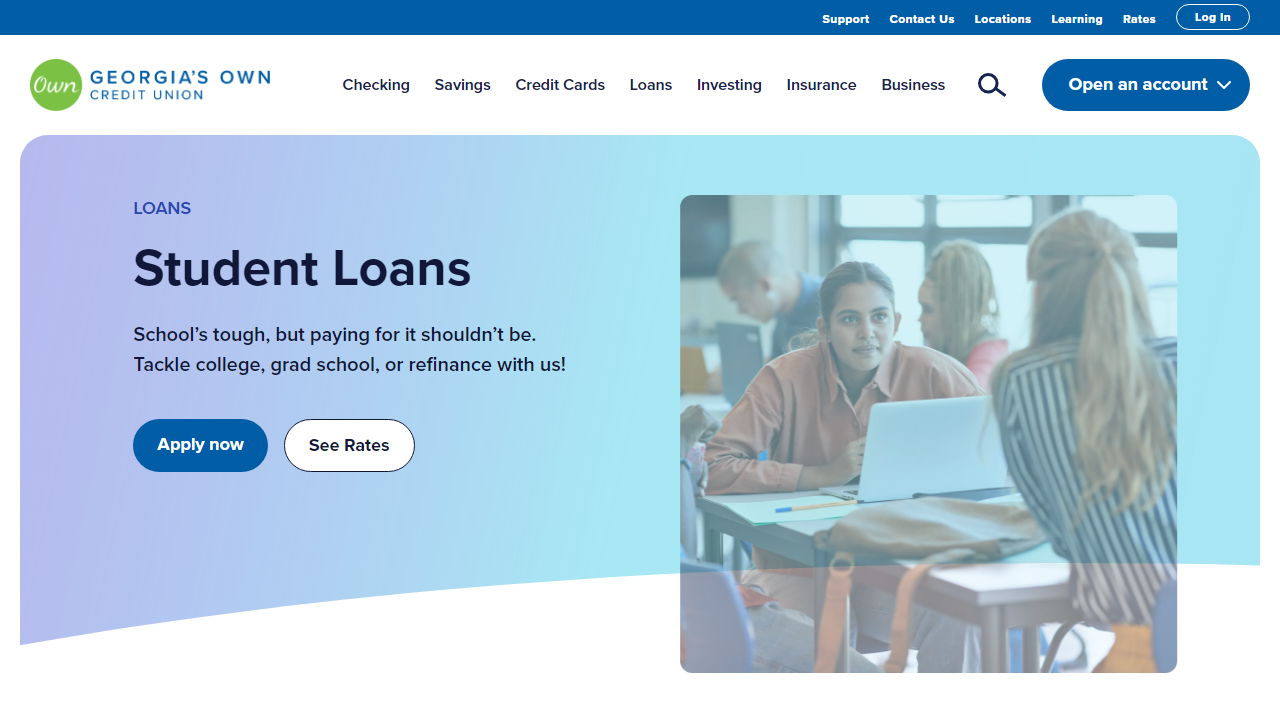 Support Contact Us Locations Learning Rates Log In
Own GEORGIA'S OWN
CREDIT UNION
Checking Savings Credit Cards Loans Investing Insurance Business Open an account
LOANS
Student Loans
School’s tough, but paying for it shouldn’t be.
Tackle college, grad school, or refinance with us!
Apply now See Rates